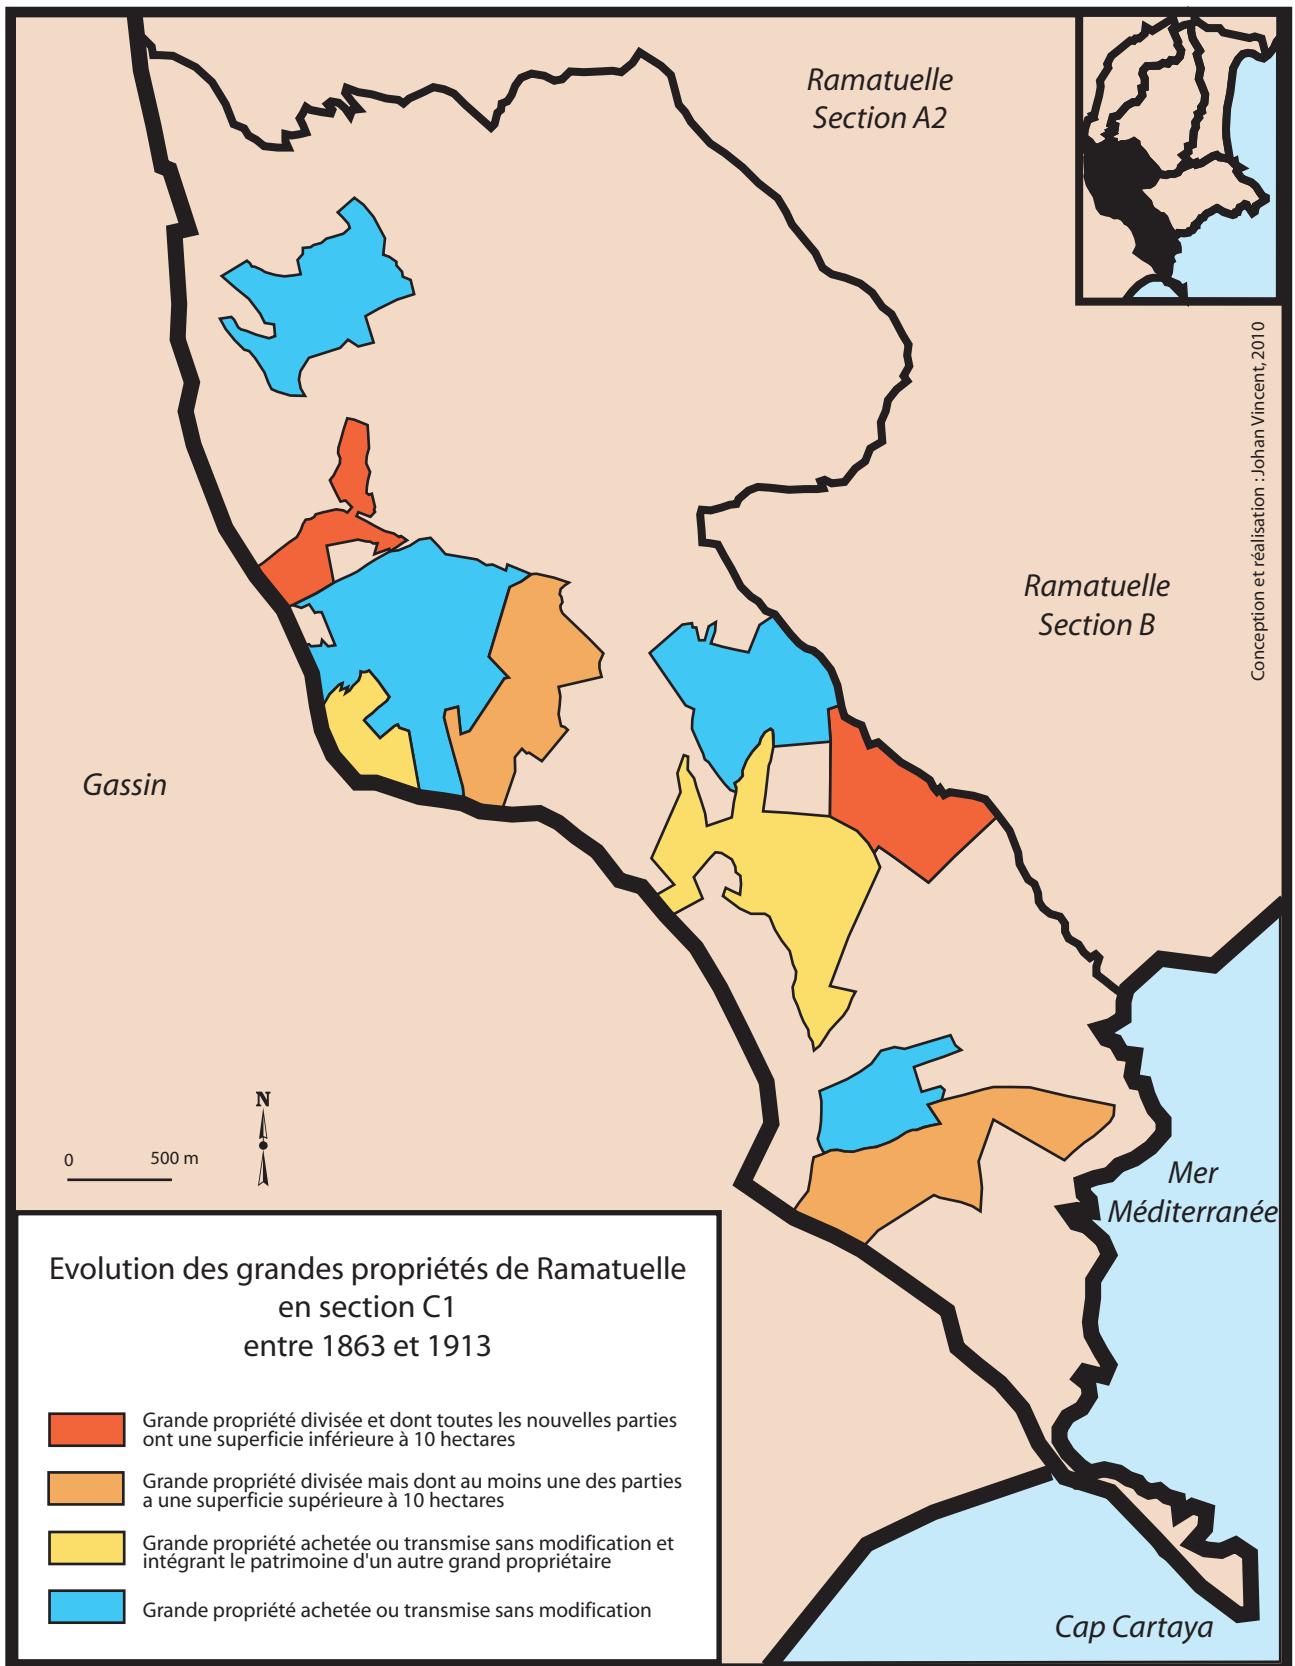 Ramatuelle
Section A2
Conception et réalisation : Johan Vincent, 2010
Ramatuelle
Section B
Gassin
N
0 500 m
Mer
Méditerranée
Evolution des grandes propriétés de Ramatuelle
en section C1
entre 1863 et 1913
Grande propriété divisée et dont toutes les nouvelles parties
ont une superficie inférieure à 10 hectares
Grande propriété divisée mais dont au moins une des parties
a une superficie supérieure à 10 hectares
Grande propriété achetée ou transmise sans modification et
intégrant le patrimoine d'un autre grand propriétaire
Grande propriété achetée ou transmise sans modification
Cap Cartaya